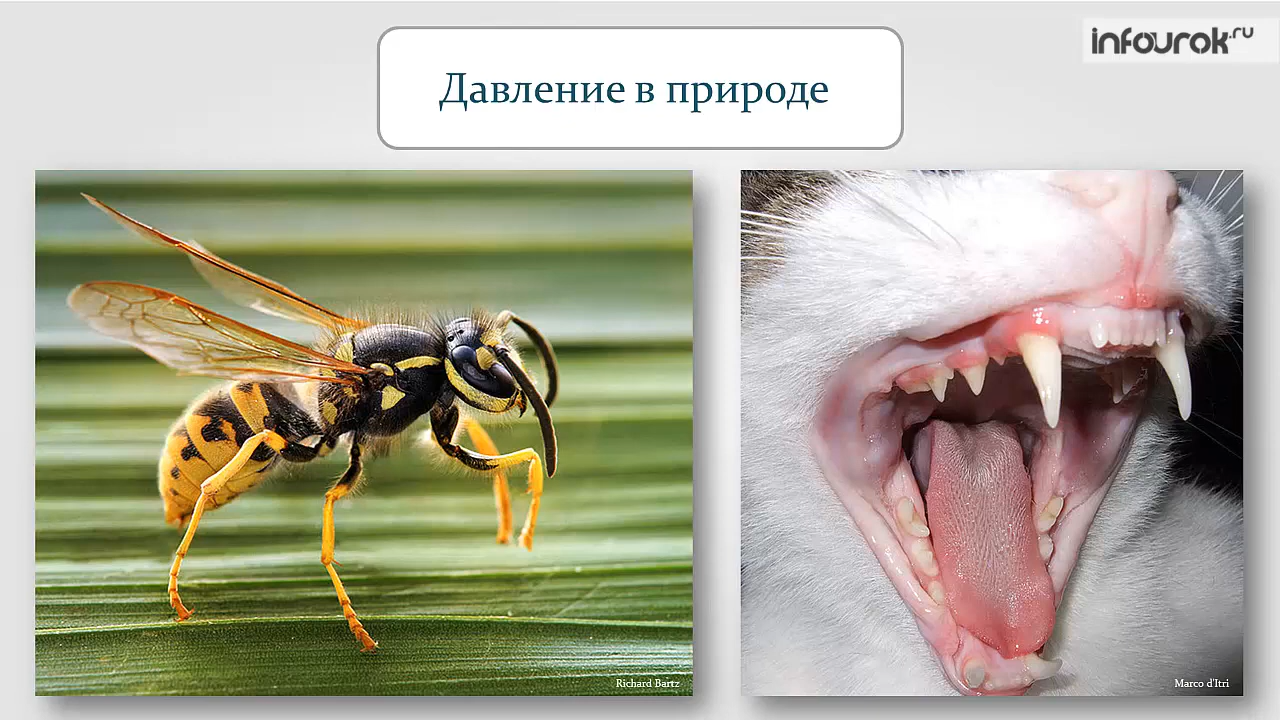 infourok.ru
Давление в природе
Richard Bartz
Marco d'Itri